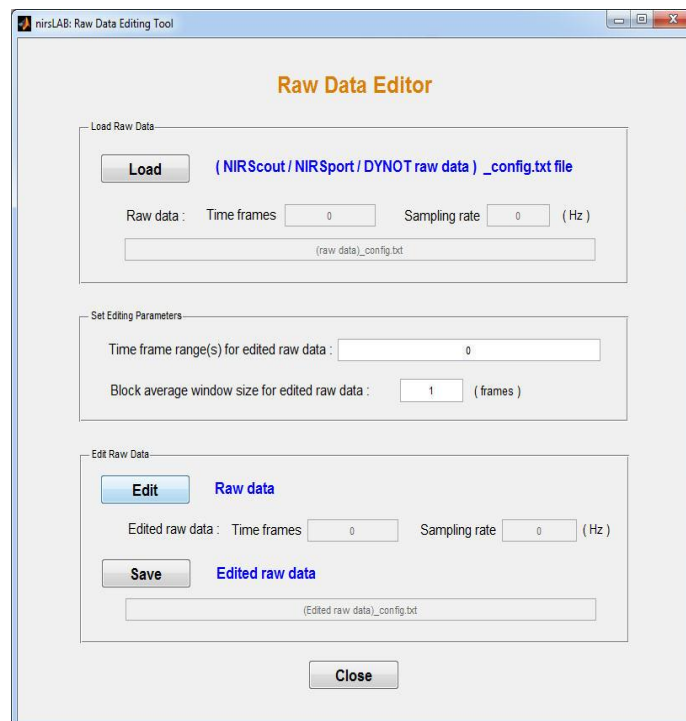 nirsLAB: Raw Data Editing Tool
Raw Data Editor
Load Raw Data
Load ( NIRScout / NIRSport / DYNOT raw data ) _config.txt file
Raw data : Time frames 0 Sampling rate 0 ( Hz )
(raw data)_config.txt
Set Editing Parameters
Time frame range(s) for edited raw data : 0
Block average window size for edited raw data : 1 ( frames )
Edit Raw Data
Edit Raw data
Edited raw data : Time frames 0 Sampling rate 0 ( Hz )
Save Edited raw data
(Edited raw data)_config.txt
Close